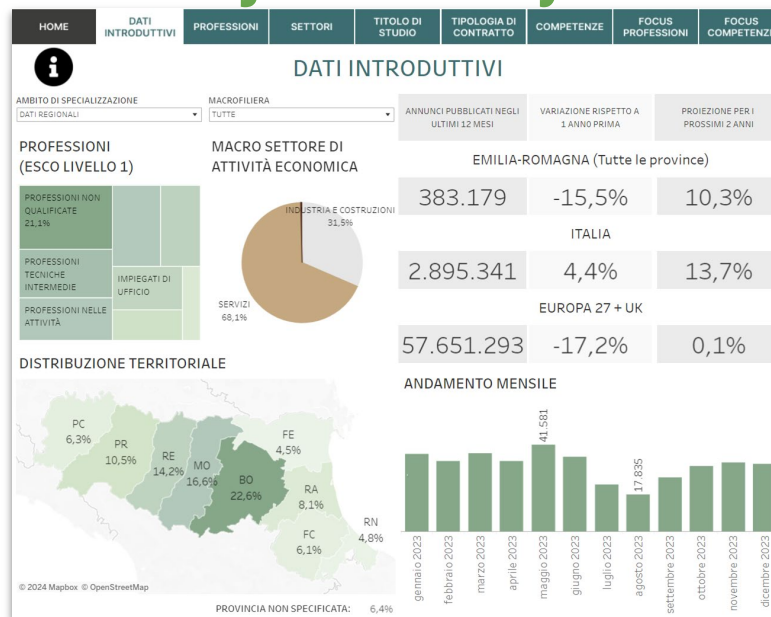 HOME
DATI
INTRODUTTIVI
PROFESSIONI
SETTORI
TITOLO DI
STUDIO
TIPOLOGIA DI
CONTRATTO
COMPETENZE
FOCUS
PROFESSIONI
FOCUS
COMPETENZE
i
DATI INTRODUTTIVI
AMBITO DI SPECIALIZZAZIONE
DATI REGIONALI
MACROFILIERA
TUTTE
PROFESSIONI
(ESCO LIVELLO 1)
PROFESSIONI NON
QUALIFICATE
21,1%
PROFESSIONI
TECNICHE
INTERMEDIE
PROFESSIONI NELLE
ATTIVITÀ
IMPIEGATI DI
UFFICIO
MACRO SETTORE DI
ATTIVITÀ ECONOMICA
INDUSTRIA E COSTRUZIONI
31,5%
SERVIZI
68,1%
ANNUNCI PUBBLICATI NEGLI
ULTIMI 12 MESI
VARIAZIONE RISPETTO A
1 ANNO PRIMA
PROIEZIONE PER I
PROSSIMI 2 ANNI
EMILIA-ROMAGNA (Tutte le province)
383.179 -15,5% 10,3%
ITALIA
2.895.341 4,4% 13,7%
EUROPA 27 + UK
57.651.293 -17,2% 0,1%
DISTRIBUZIONE TERRITORIALE
PC
6,3%
PR
10,5%
RE
14,2%
MO
16,6%
BO
22,6%
FE
4,5%
RA
8,1%
FC
6,1%
RN
4,8%
© 2024 Mapbox © OpenStreetMap
PROVINCIA NON SPECIFICATA: 6,4%
ANDAMENTO MENSILE
41.581
17.835
gennaio 2023
febbraio 2023
marzo 2023
aprile 2023
maggio 2023
giugno 2023
luglio 2023
agosto 2023
settembre 2023
ottobre 2023
novembre 2023
dicembre 2023